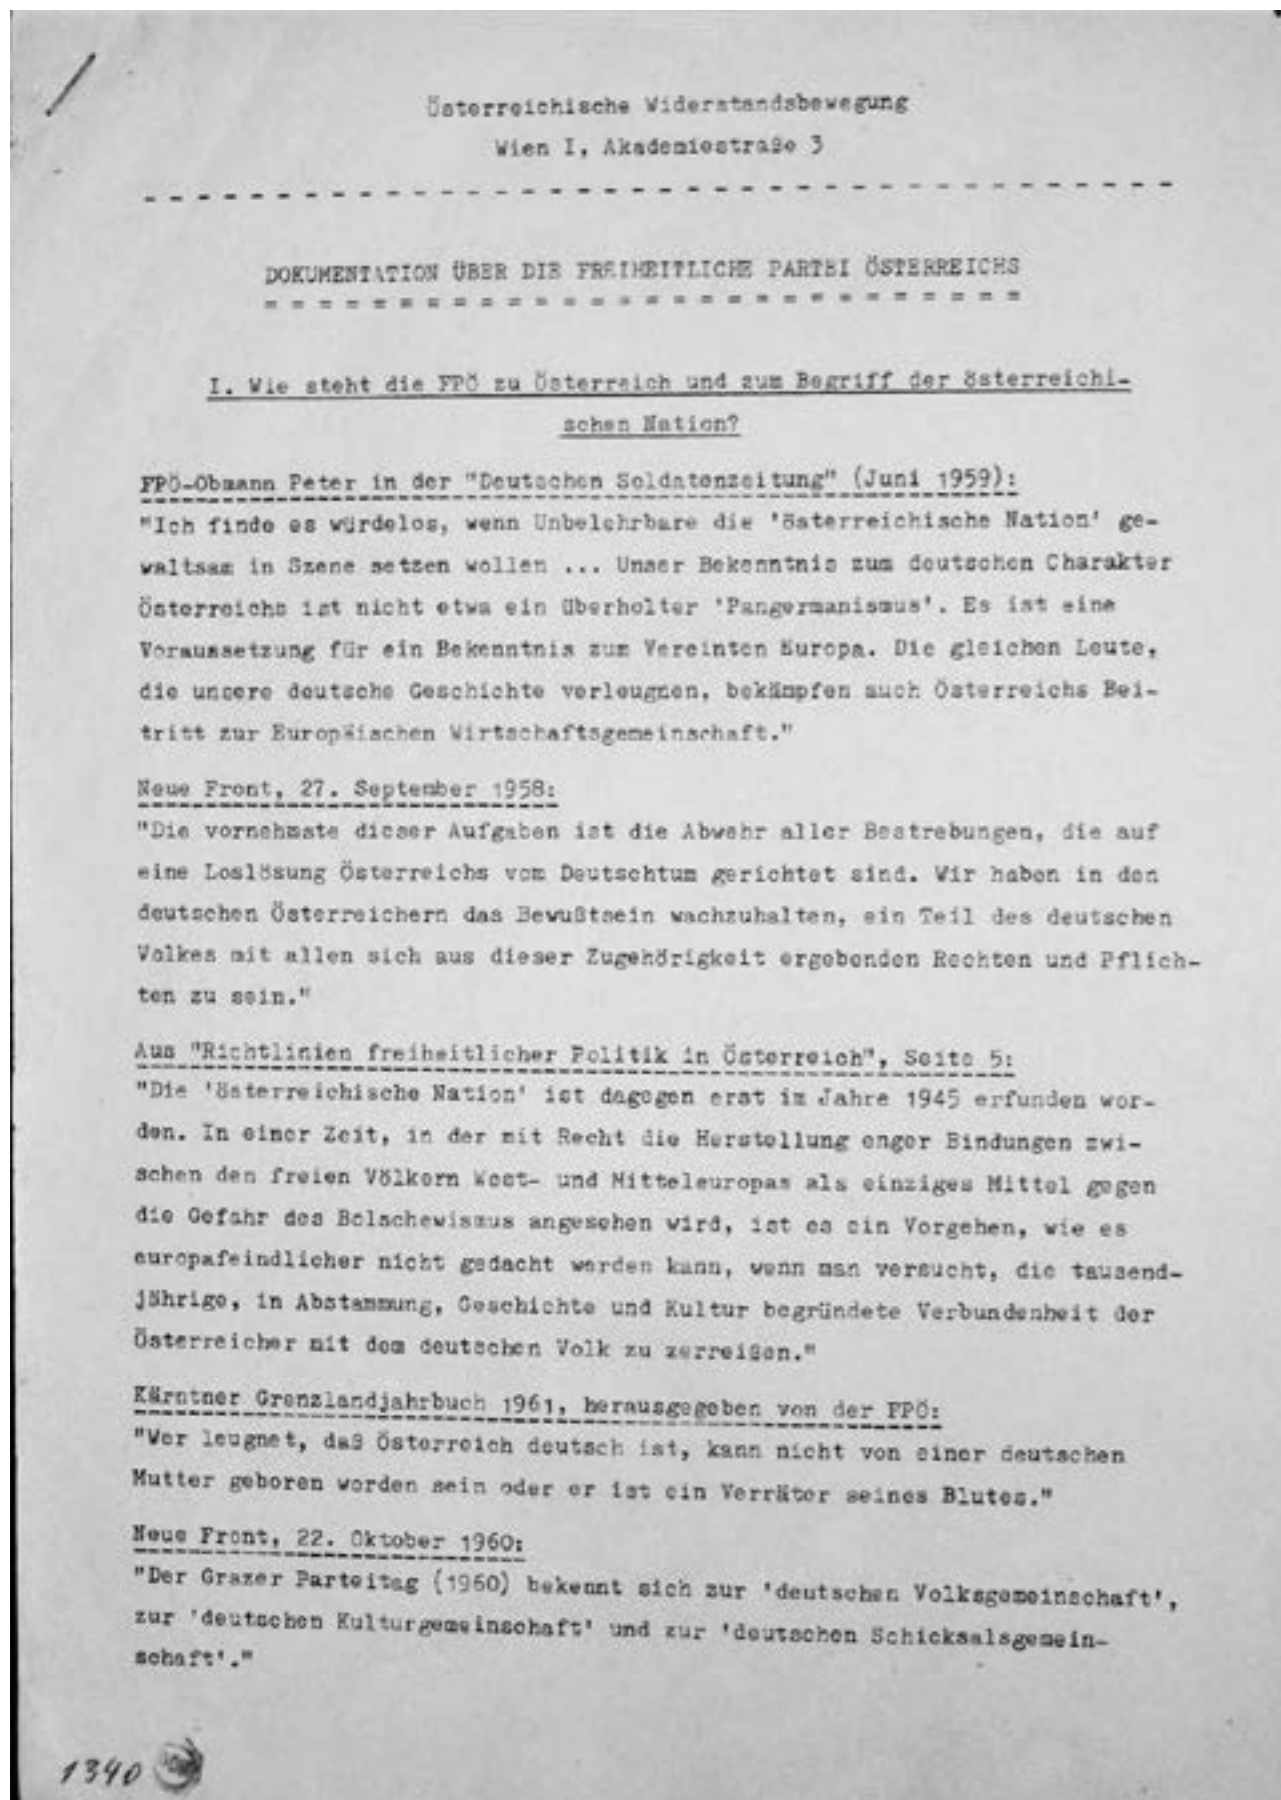 Österreichische Widerstandsbewegung
Wien I, Akademiestraße 3
DOKUMENTATION ÜBER DIE FREIHEITLICHE PARTEI ÖSTERREICHS
I. Wie steht die FPÖ zu Österreich und zum Begriff der österreichi-
schen Nation?
FPÖ-Obmann Peter in der "Deutschen Soldatenzeitung" (Juni 1959):
"Ich finde es würdelos, wenn Unbelehrbare die 'österreichische Nation' ge-
waltsam in Szene setzen wollen ... Unser Bekenntnis zum deutschen Charakter
Österreichs ist nicht etwa ein überholter 'Pangermanismus'. Es ist eine
Voraussetzung für ein Bekenntnis zum Vereinten Europa. Die gleichen Leute,
die unsere deutsche Geschichte verleugnen, bekämpfen auch Österreichs Bei-
tritt zur Europäischen Wirtschaftsgemeinschaft."
Neue Front, 27. September 1958:
"Die vornehmste dieser Aufgaben ist die Abwehr aller Bestrebungen, die auf
eine Loslösung Österreichs vom Deutschtum gerichtet sind. Wir haben in den
deutschen Österreichern das Bewußtsein wachzuhalten, ein Teil des deutschen
Volkes mit allen sich aus dieser Zugehörigkeit ergebenden Rechten und Pflich-
ten zu sein."
Aus "Richtlinien freiheitlicher Politik in Österreich", Seite 5:
"Die 'österreichische Nation' ist dagegen erst im Jahre 1945 erfunden wor-
den. In einer Zeit, in der mit Recht die Herstellung enger Bindungen zwi-
schen den freien Völkern West- und Mitteleuropas als einziges Mittel gegen
die Gefahr des Bolschewismus angesehen wird, ist es ein Vorgehen, wie es
europafeindlicher nicht gedacht werden kann, wenn man versucht, die tausend-
jährige, in Abstammung, Geschichte und Kultur begründete Verbundenheit der
Österreicher mit dem deutschen Volk zu zerreißen."
Kärntner Grenzlandjahrbuch 1961, herausgegeben von der FPÖ:
"Wer leugnet, daß Österreich deutsch ist, kann nicht von einer deutschen
Mutter geboren worden sein oder er ist ein Verräter seines Blutes."
Neue Front, 22. Oktober 1960:
"Der Grazer Parteitag (1960) bekennt sich zur 'deutschen Volksgemeinschaft',
zur 'deutschen Kulturgemeinschaft' und zur 'deutschen Schicksalsgemein-
schaft'."
1340